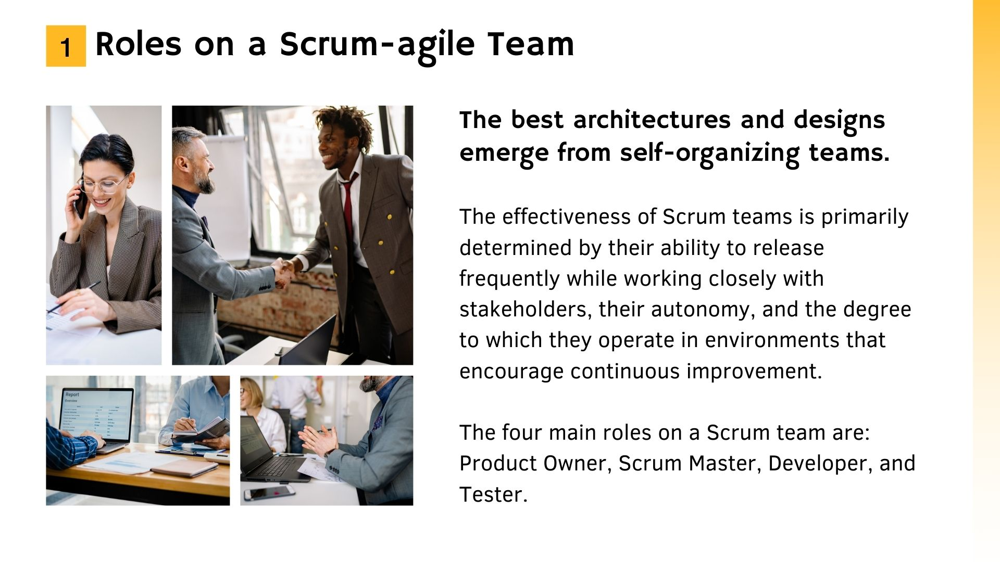 1
Roles on a Scrum-agile Team
The best architectures and designs
emerge from self-organizing teams.
The effectiveness of Scrum teams is primarily
determined by their ability to release
frequently while working closely with
stakeholders, their autonomy, and the degree
to which they operate in environments that
encourage continuous improvement.
The four main roles on a Scrum team are:
Product Owner, Scrum Master, Developer, and
Tester.
Report
Overview